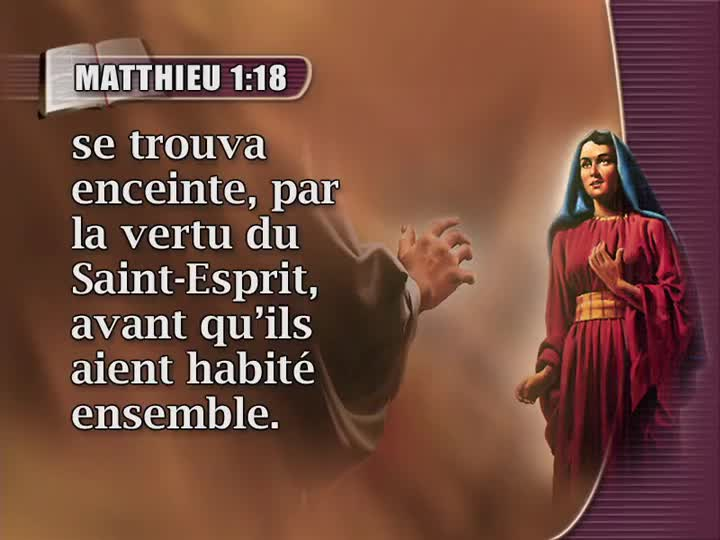 MATTHIEU 1:18
se trouva
enceinte, par
la vertu du
Saint-Esprit,
avant qu’ils
aient habité
ensemble.